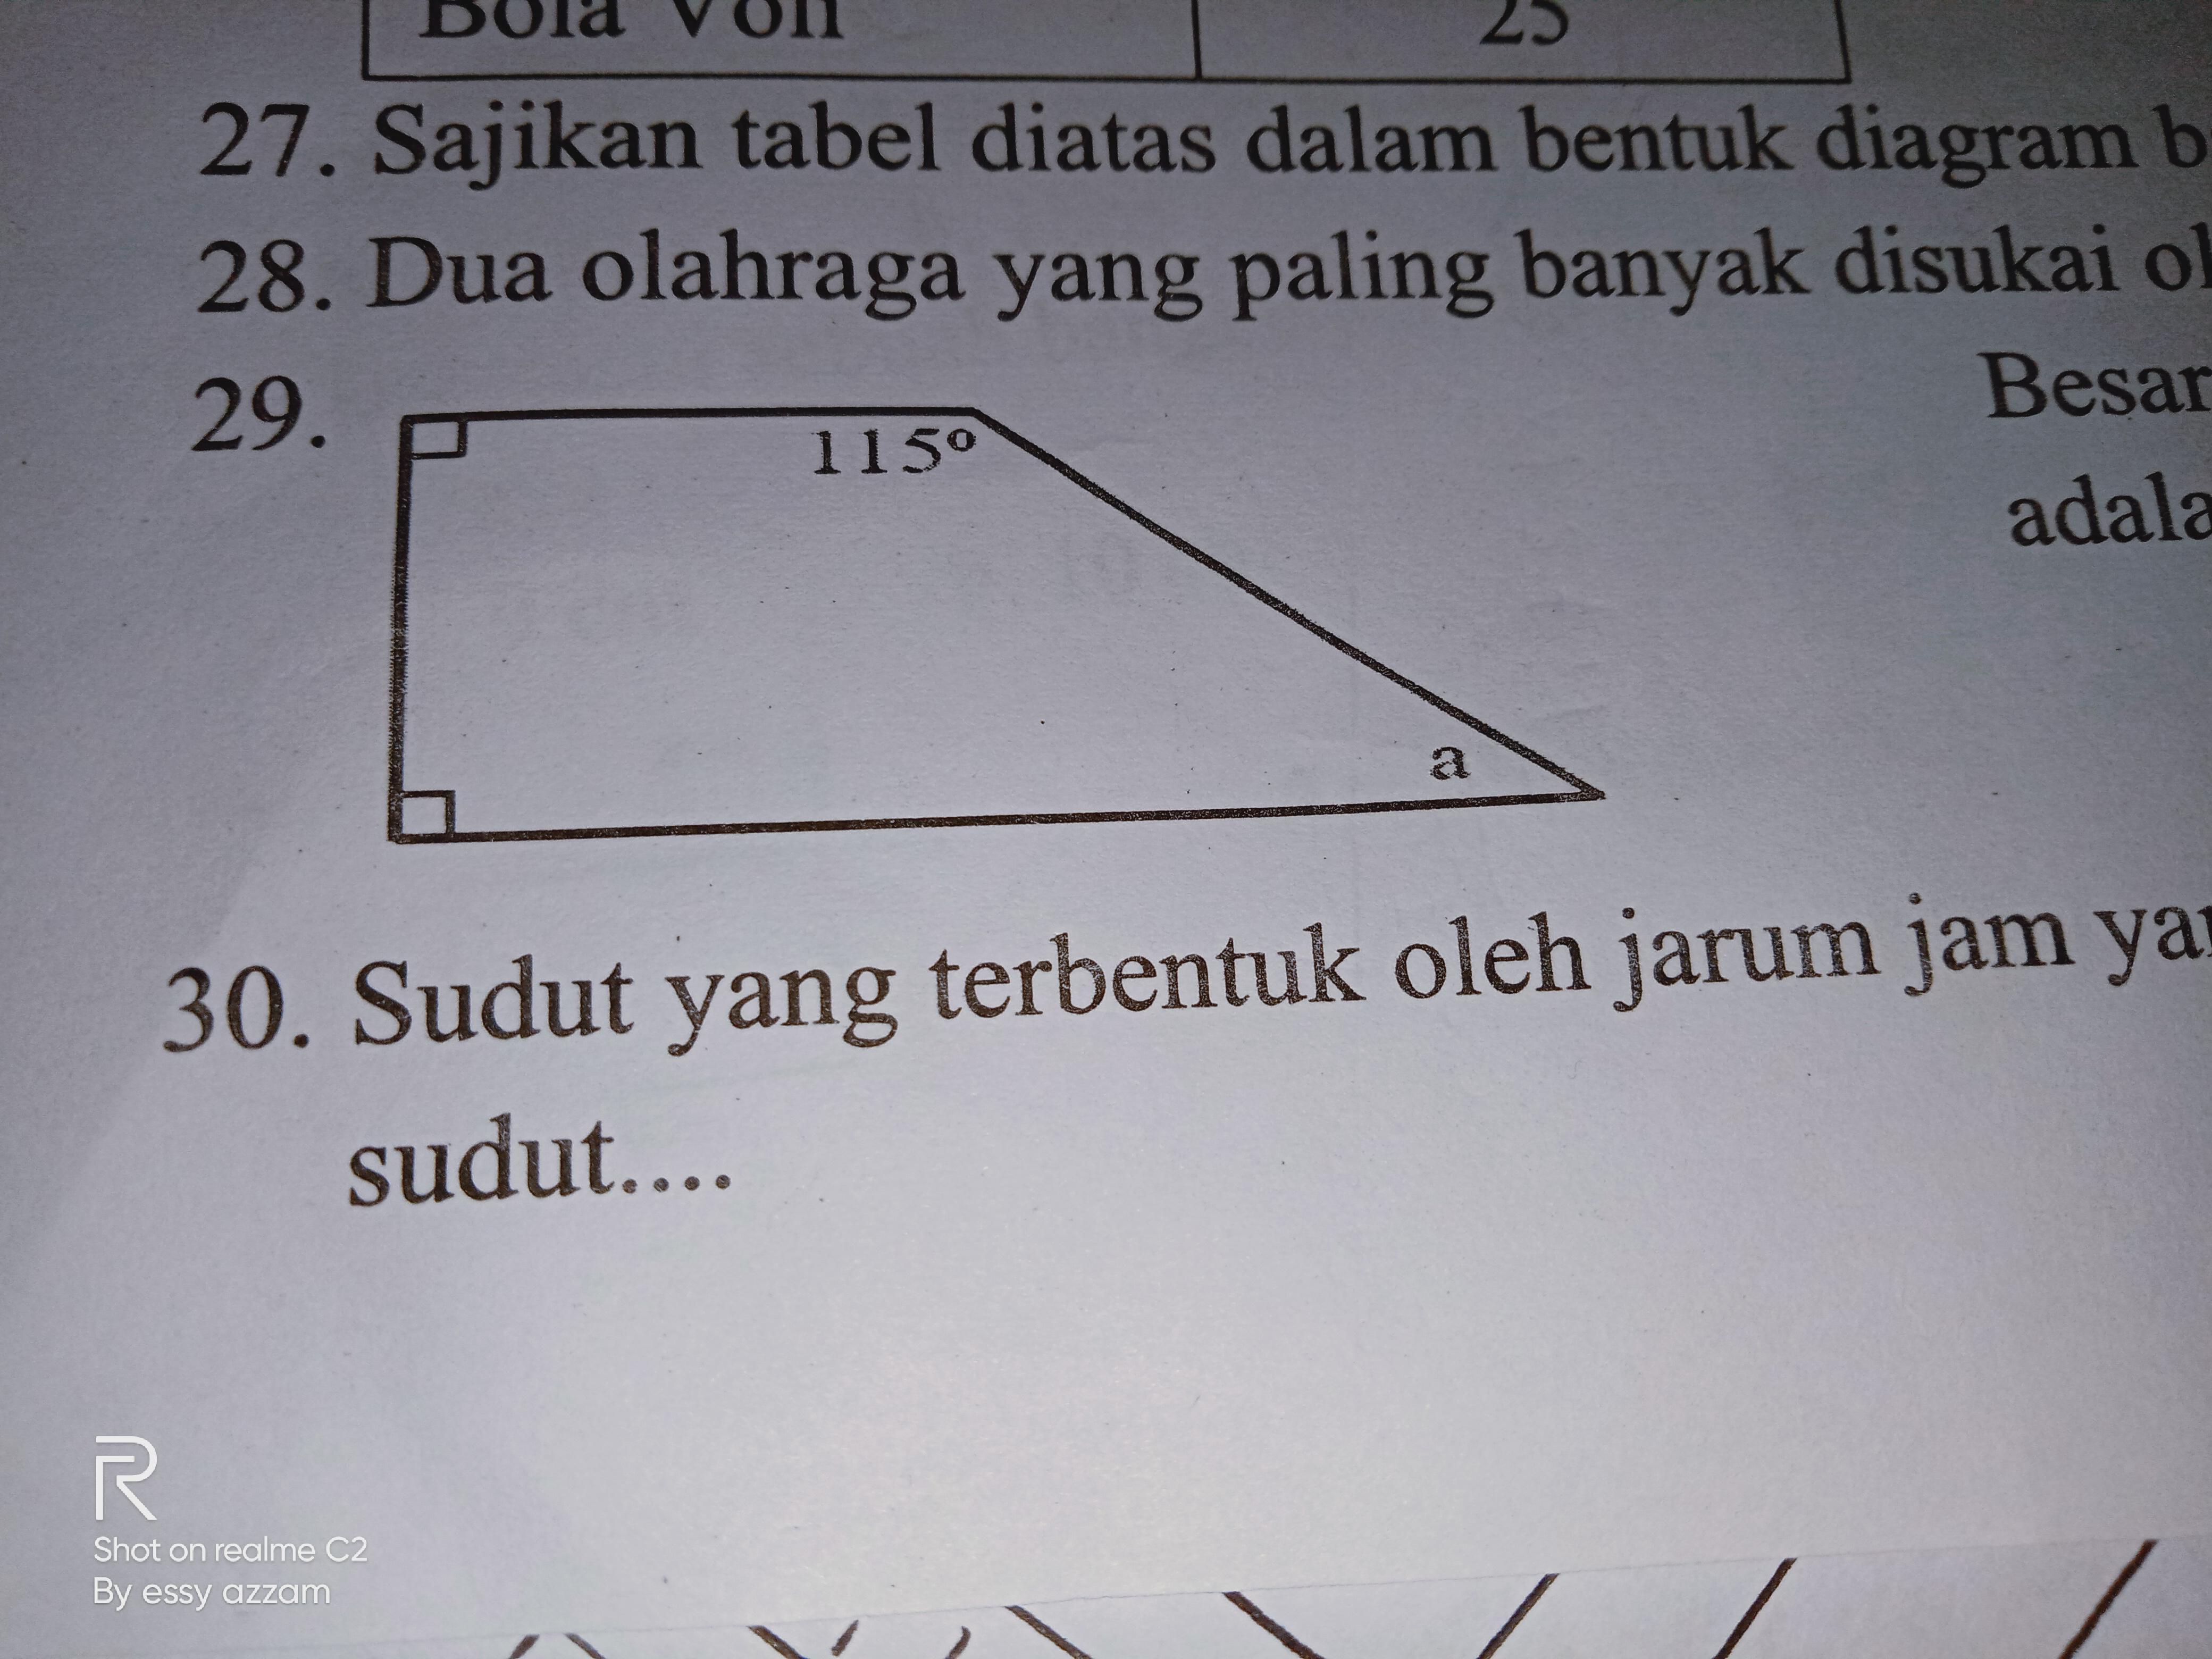 Bola Voli 25
27. Sajikan tabel diatas dalam bentuk diagram b
28. Dua olahraga yang paling banyak disukai ol
29. Besar
115°
adala
a
30. Sudut yang terbentuk oleh jarum jam ya
sudut....
R
Shot on realme C2
By essy azzam